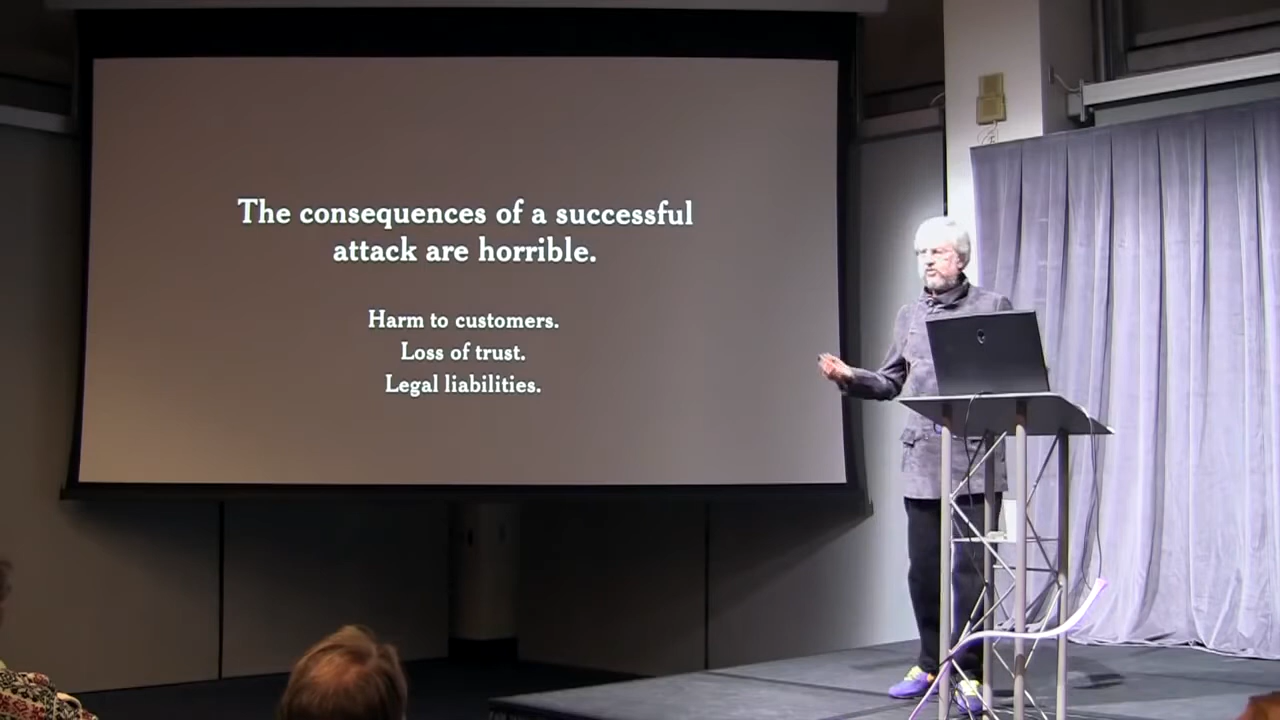 The consequences of a successful
attack are horrible.
Harm to customers.
Loss of trust.
Legal liabilities.